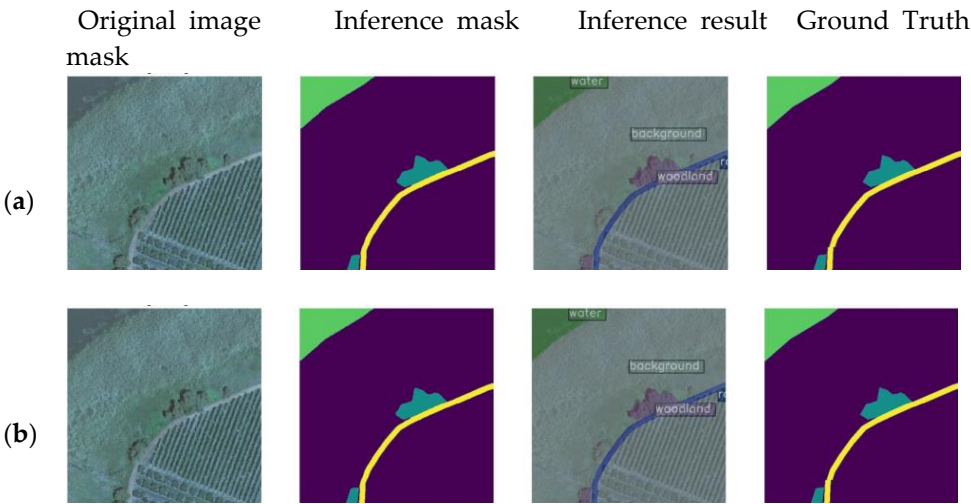 Original image Inference mask Inference result Ground Truth
mask
water
background
woodland
(a)
water
background
woodland
(b)